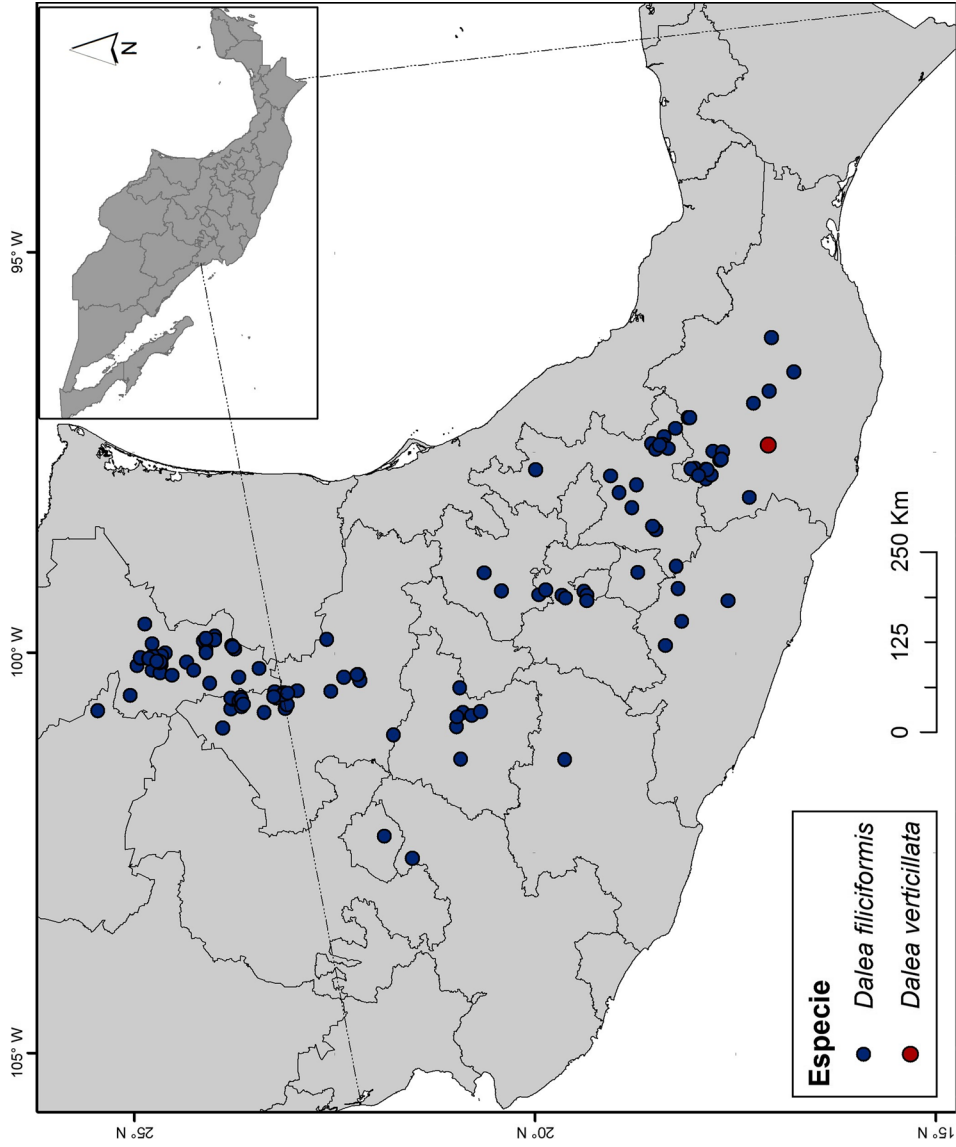 N
95° W
100° W
105° W
25° N
20° N
15° N
0 125 250 Km
Especie
Dalea filiciformis
Dalea verticillata